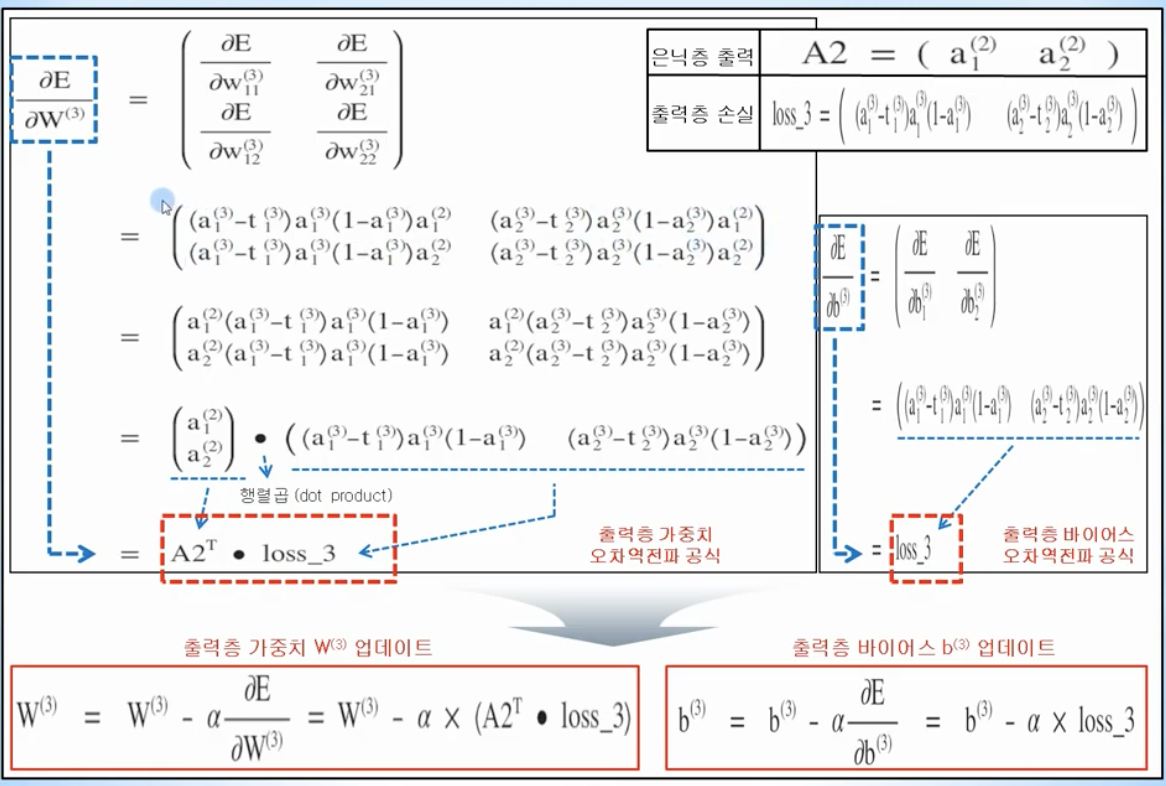 ∂E/∂W⁽³⁾ = ( ∂E/∂w₁₁⁽³⁾ ∂E/∂w₂₁⁽³⁾
∂E/∂w₁₂⁽³⁾ ∂E/∂w₂₂⁽³⁾ )
은닉층 출력 A2 = ( a₁⁽²⁾ a₂⁽²⁾ )
출력층 손실 loss_3 = ( (a₁⁽³⁾-t₁⁽³⁾)a₁⁽³⁾(1-a₁⁽³⁾) (a₂⁽³⁾-t₂⁽³⁾)a₂⁽³⁾(1-a₂⁽³⁾) )
= ( (a₁⁽³⁾-t₁⁽³⁾)a₁⁽³⁾(1-a₁⁽³⁾)a₁⁽²⁾ (a₂⁽³⁾-t₂⁽³⁾)a₂⁽³⁾(1-a₂⁽³⁾)a₁⁽²⁾
(a₁⁽³⁾-t₁⁽³⁾)a₁⁽³⁾(1-a₁⁽³⁾)a₂⁽²⁾ (a₂⁽³⁾-t₂⁽³⁾)a₂⁽³⁾(1-a₂⁽³⁾)a₂⁽²⁾ )
= ( a₁⁽²⁾(a₁⁽³⁾-t₁⁽³⁾)a₁⁽³⁾(1-a₁⁽³⁾) a₁⁽²⁾(a₂⁽³⁾-t₂⁽³⁾)a₂⁽³⁾(1-a₂⁽³⁾)
a₂⁽²⁾(a₁⁽³⁾-t₁⁽³⁾)a₁⁽³⁾(1-a₁⁽³⁾) a₂⁽²⁾(a₂⁽³⁾-t₂⁽³⁾)a₂⁽³⁾(1-a₂⁽³⁾) )
= ( a₁⁽²⁾
a₂⁽²⁾ ) • ( (a₁⁽³⁾-t₁⁽³⁾)a₁⁽³⁾(1-a₁⁽³⁾) (a₂⁽³⁾-t₂⁽³⁾)a₂⁽³⁾(1-a₂⁽³⁾) )
행렬곱 (dot product)
= A2ᵀ • loss_3
출력층 가중치
오차역전파 공식
∂E/∂b⁽³⁾ = ( ∂E/∂b₁⁽³⁾ ∂E/∂b₂⁽³⁾ )
= ( (a₁⁽³⁾-t₁⁽³⁾)a₁⁽³⁾(1-a₁⁽³⁾) (a₂⁽³⁾-t₂⁽³⁾)a₂⁽³⁾(1-a₂⁽³⁾) )
= loss_3
출력층 바이어스
오차역전파 공식
출력층 가중치 W⁽³⁾ 업데이트
W⁽³⁾ = W⁽³⁾ - α ∂E/∂W⁽³⁾ = W⁽³⁾ - α × (A2ᵀ • loss_3)
출력층 바이어스 b⁽³⁾ 업데이트
b⁽³⁾ = b⁽³⁾ - α ∂E/∂b⁽³⁾ = b⁽³⁾ - α × loss_3